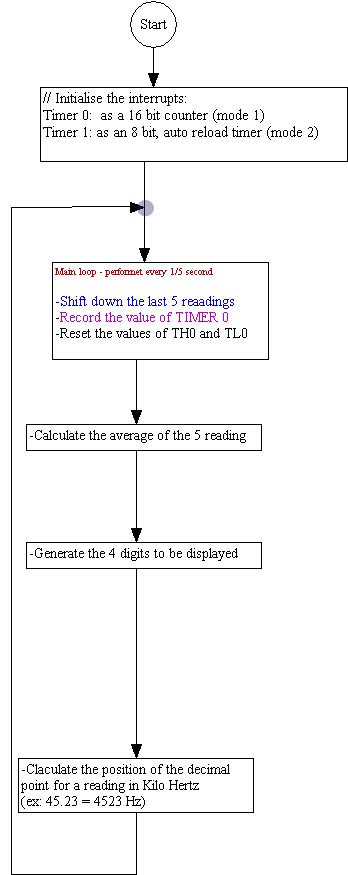 Start
// Initialise the interrupts:
Timer 0:  as a 16 bit counter (mode 1)
Timer 1: as an 8 bit, auto reload timer (mode 2)
Main loop - performet every 1/5 second
-Shift down the last 5 reaadings
-Record the value of TIMER 0
-Reset the values of TH0 and TL0
-Calculate the average of the 5 reading
-Generate the 4 digits to be displayed
-Claculate the position of the decimal
point for a reading in Kilo Hertz
(ex: 45.23 = 4523 Hz)